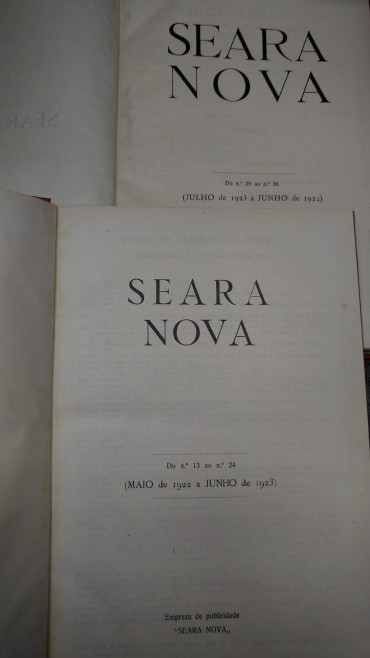 SEARA
NOVA
Do n.º 25 ao n.º 36
(JULHO de 1923 a JUNHO de 1924)
SEAR
SEARA
NOVA
Do n.º 13 ao n.º 24
(MAIO de 1922 a JUNHO de 1923)
Empresa de publicidade
"SEARA NOVA„